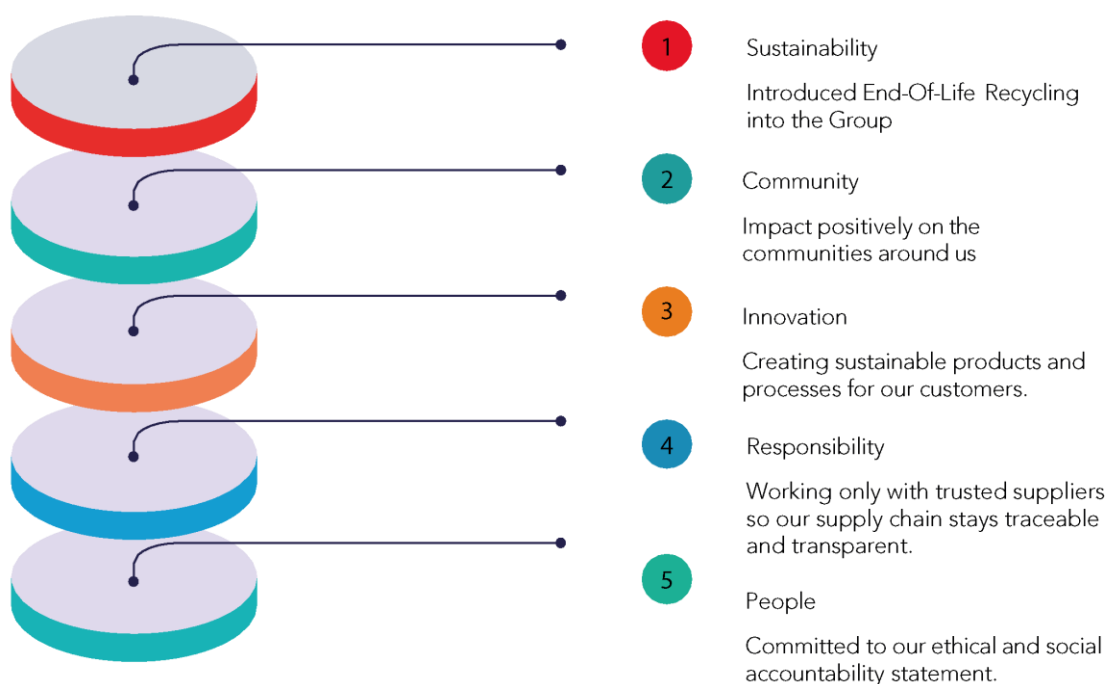 1
Sustainability
Introduced End-Of-Life Recycling
into the Group
2
Community
Impact positively on the
communities around us
3
Innovation
Creating sustainable products and
processes for our customers.
4
Responsibility
Working only with trusted suppliers
so our supply chain stays traceable
and transparent.
5
People
Committed to our ethical and social
accountability statement.